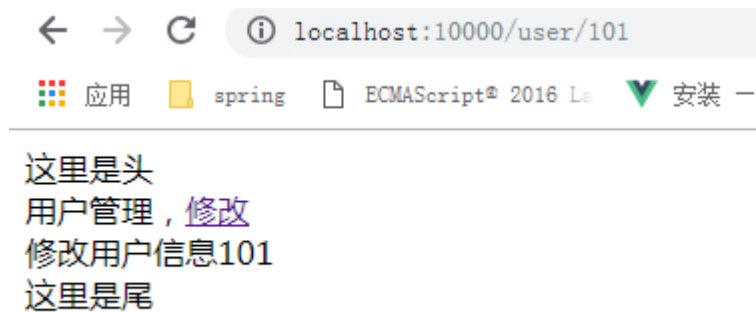 localhost:10000/user/101
应用 spring ECMAScript® 2016 La 安装
这里是头
用户管理，修改
修改用户信息101
这里是尾